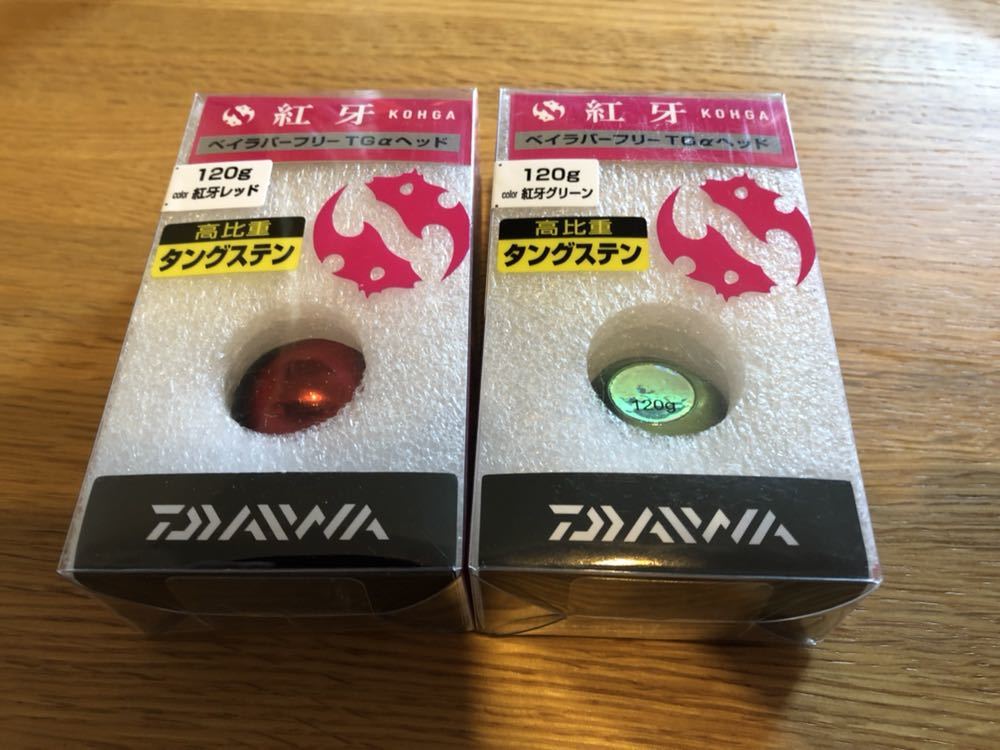 紅牙 KOHGA
ベイラバーフリーTGαヘッド
120g
color 紅牙レッド
高比重
タングステン
DAIWA
紅牙 KOHGA
ベイラバーフリーTGαヘッド
120g
color 紅牙グリーン
高比重
タングステン
120g
DAIWA